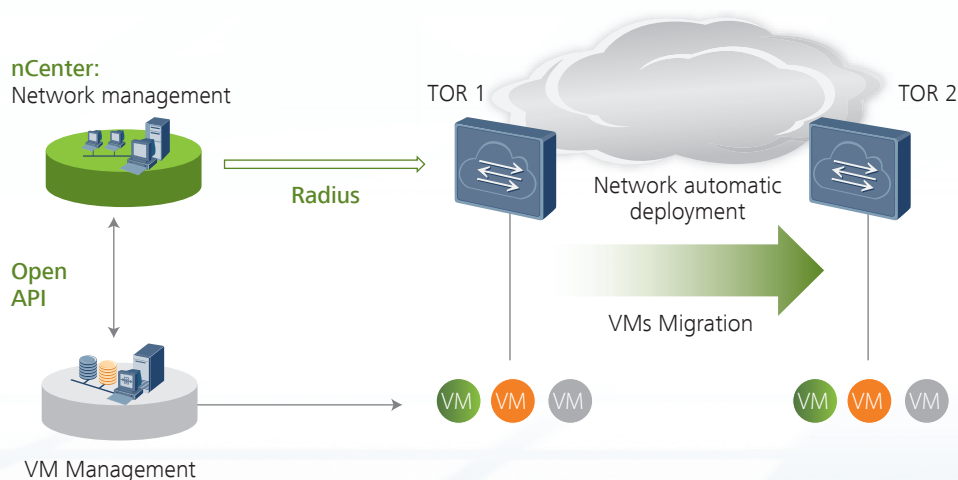 nCenter:
Network management
TOR 1
TOR 2
Radius
Network automatic
deployment
Open
API
VMs Migration
VM VM VM
VM VM VM
VM Management